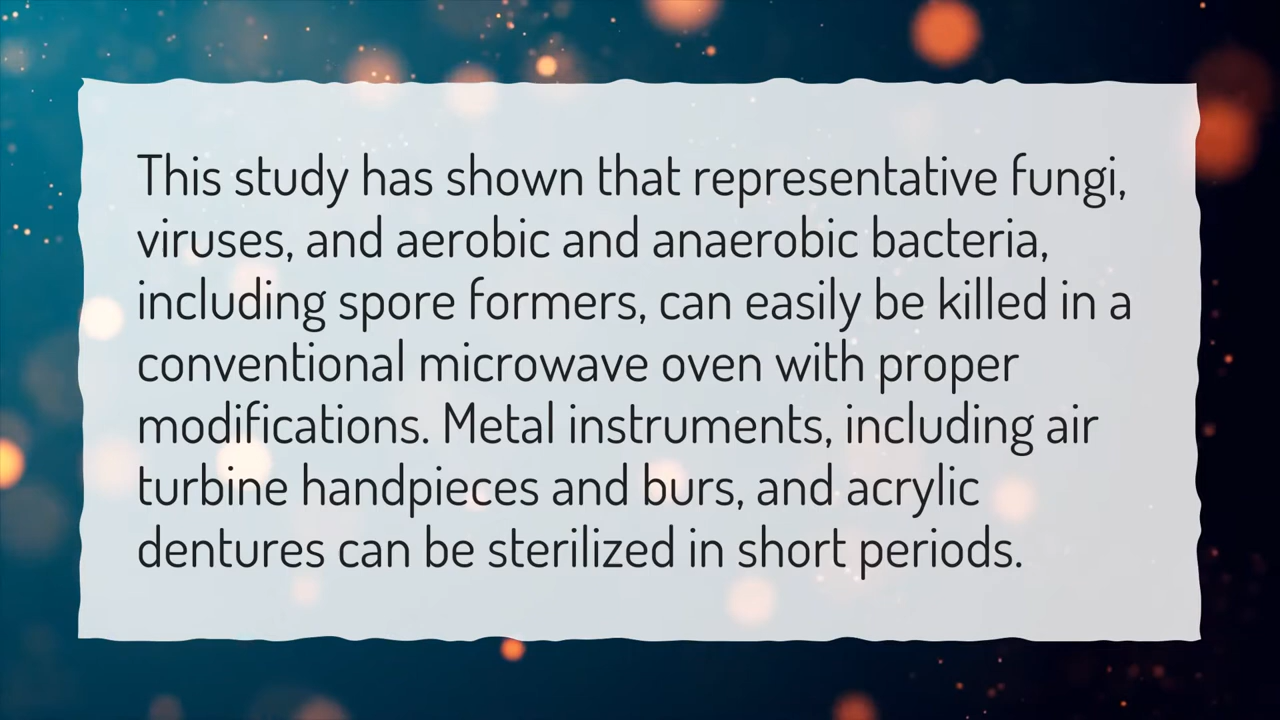 This study has shown that representative fungi,
viruses, and aerobic and anaerobic bacteria,
including spore formers, can easily be killed in a
conventional microwave oven with proper
modifications. Metal instruments, including air
turbine handpieces and burs, and acrylic
dentures can be sterilized in short periods.